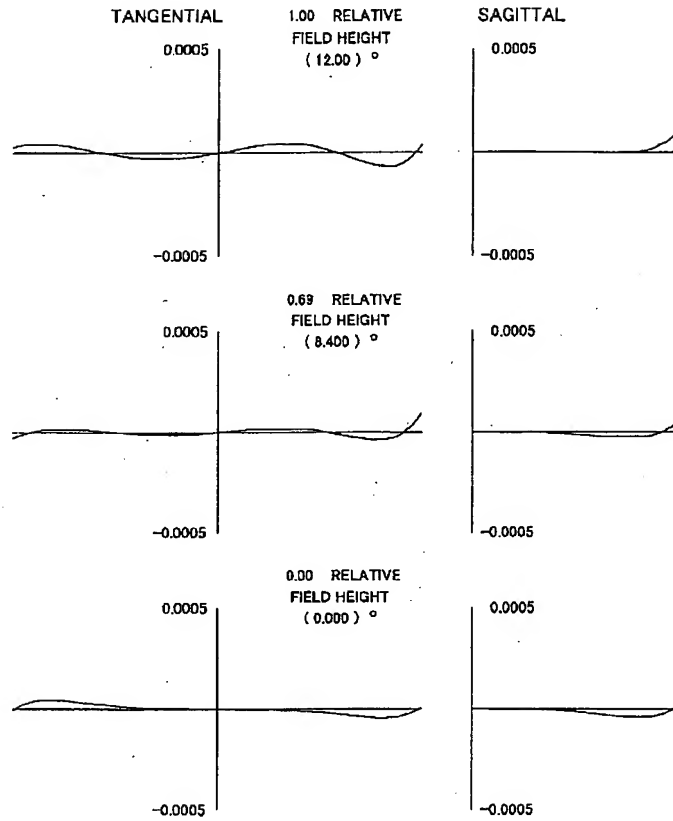 TANGENTIAL
1.00 RELATIVE
FIELD HEIGHT
( 12.00 ) °
SAGITTAL
0.0005
0.0005
-0.0005
-0.0005
0.69 RELATIVE
FIELD HEIGHT
( 8.400 ) °
0.0005
0.0005
-0.0005
-0.0005
0.00 RELATIVE
FIELD HEIGHT
( 0.000 ) °
0.0005
0.0005
-0.0005
-0.0005